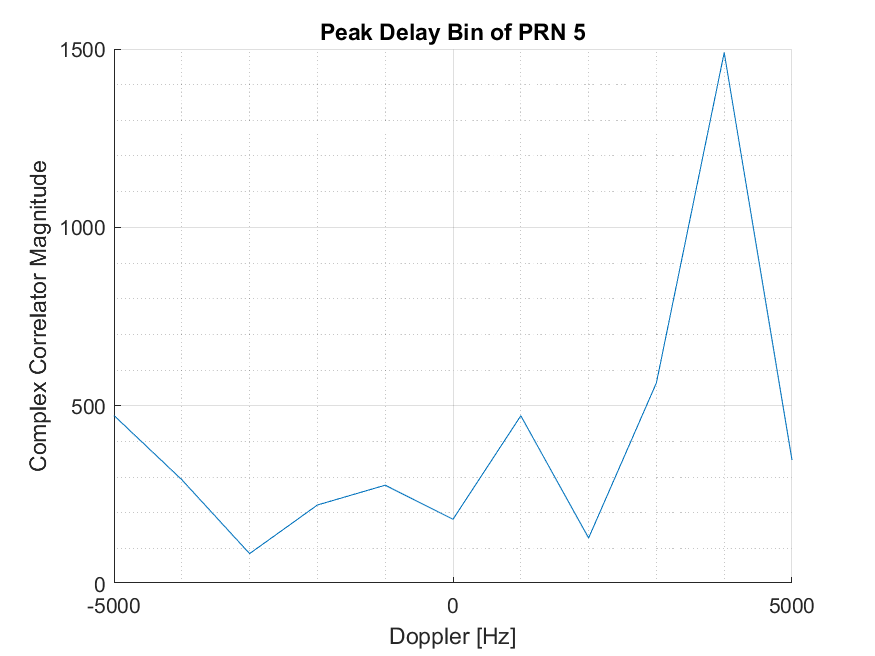 Peak Delay Bin of PRN 5
1500
1000
500
0
Complex Correlator Magnitude
-5000
0
5000
Doppler [Hz]